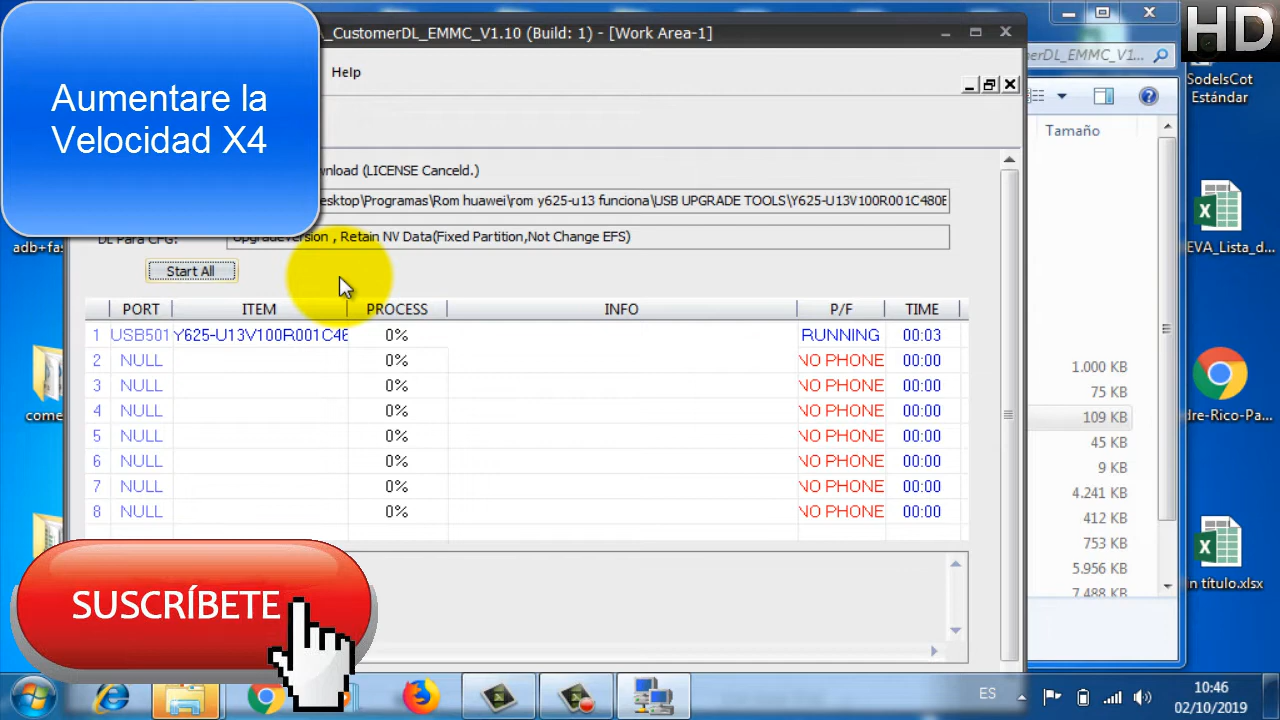 Aumentare la
Velocidad X4
HD
_CustomerDL_EMMC_V1.10 (Build: 1) - [Work Area-1]
Help
(LICENSE Canceld.)
\Programas\Rom huawei\rom y625-u13 funciona\USB UPGRADE TOOLS\Y625-U13V100R001C480
DL Para CFG:
UpgradeVersion , Retain NV Data(Fixed Partition,Not Change EFS)
Start All
PORT ITEM PROCESS INFO P/F TIME
1 USB501 Y625-U13V100R001C48 0% RUNNING 00:03
2 NULL 0% NO PHONE 00:00
3 NULL 0% NO PHONE 00:00
4 NULL 0% NO PHONE 00:00
5 NULL 0% NO PHONE 00:00
6 NULL 0% NO PHONE 00:00
7 NULL 0% NO PHONE 00:00
8 NULL 0% NO PHONE 00:00
SUSCRÍBETE
erDL_EMMC_V1...
Tamaño
1.000 KB
75 KB
109 KB
45 KB
9 KB
4.241 KB
412 KB
753 KB
5.956 KB
7.488 KB
SodelsCot
Estándar
EVA_Lista_d...
dre-Rico-Pa...
n título.xlsx
adb+fas
come
ES
10:46
02/10/2019